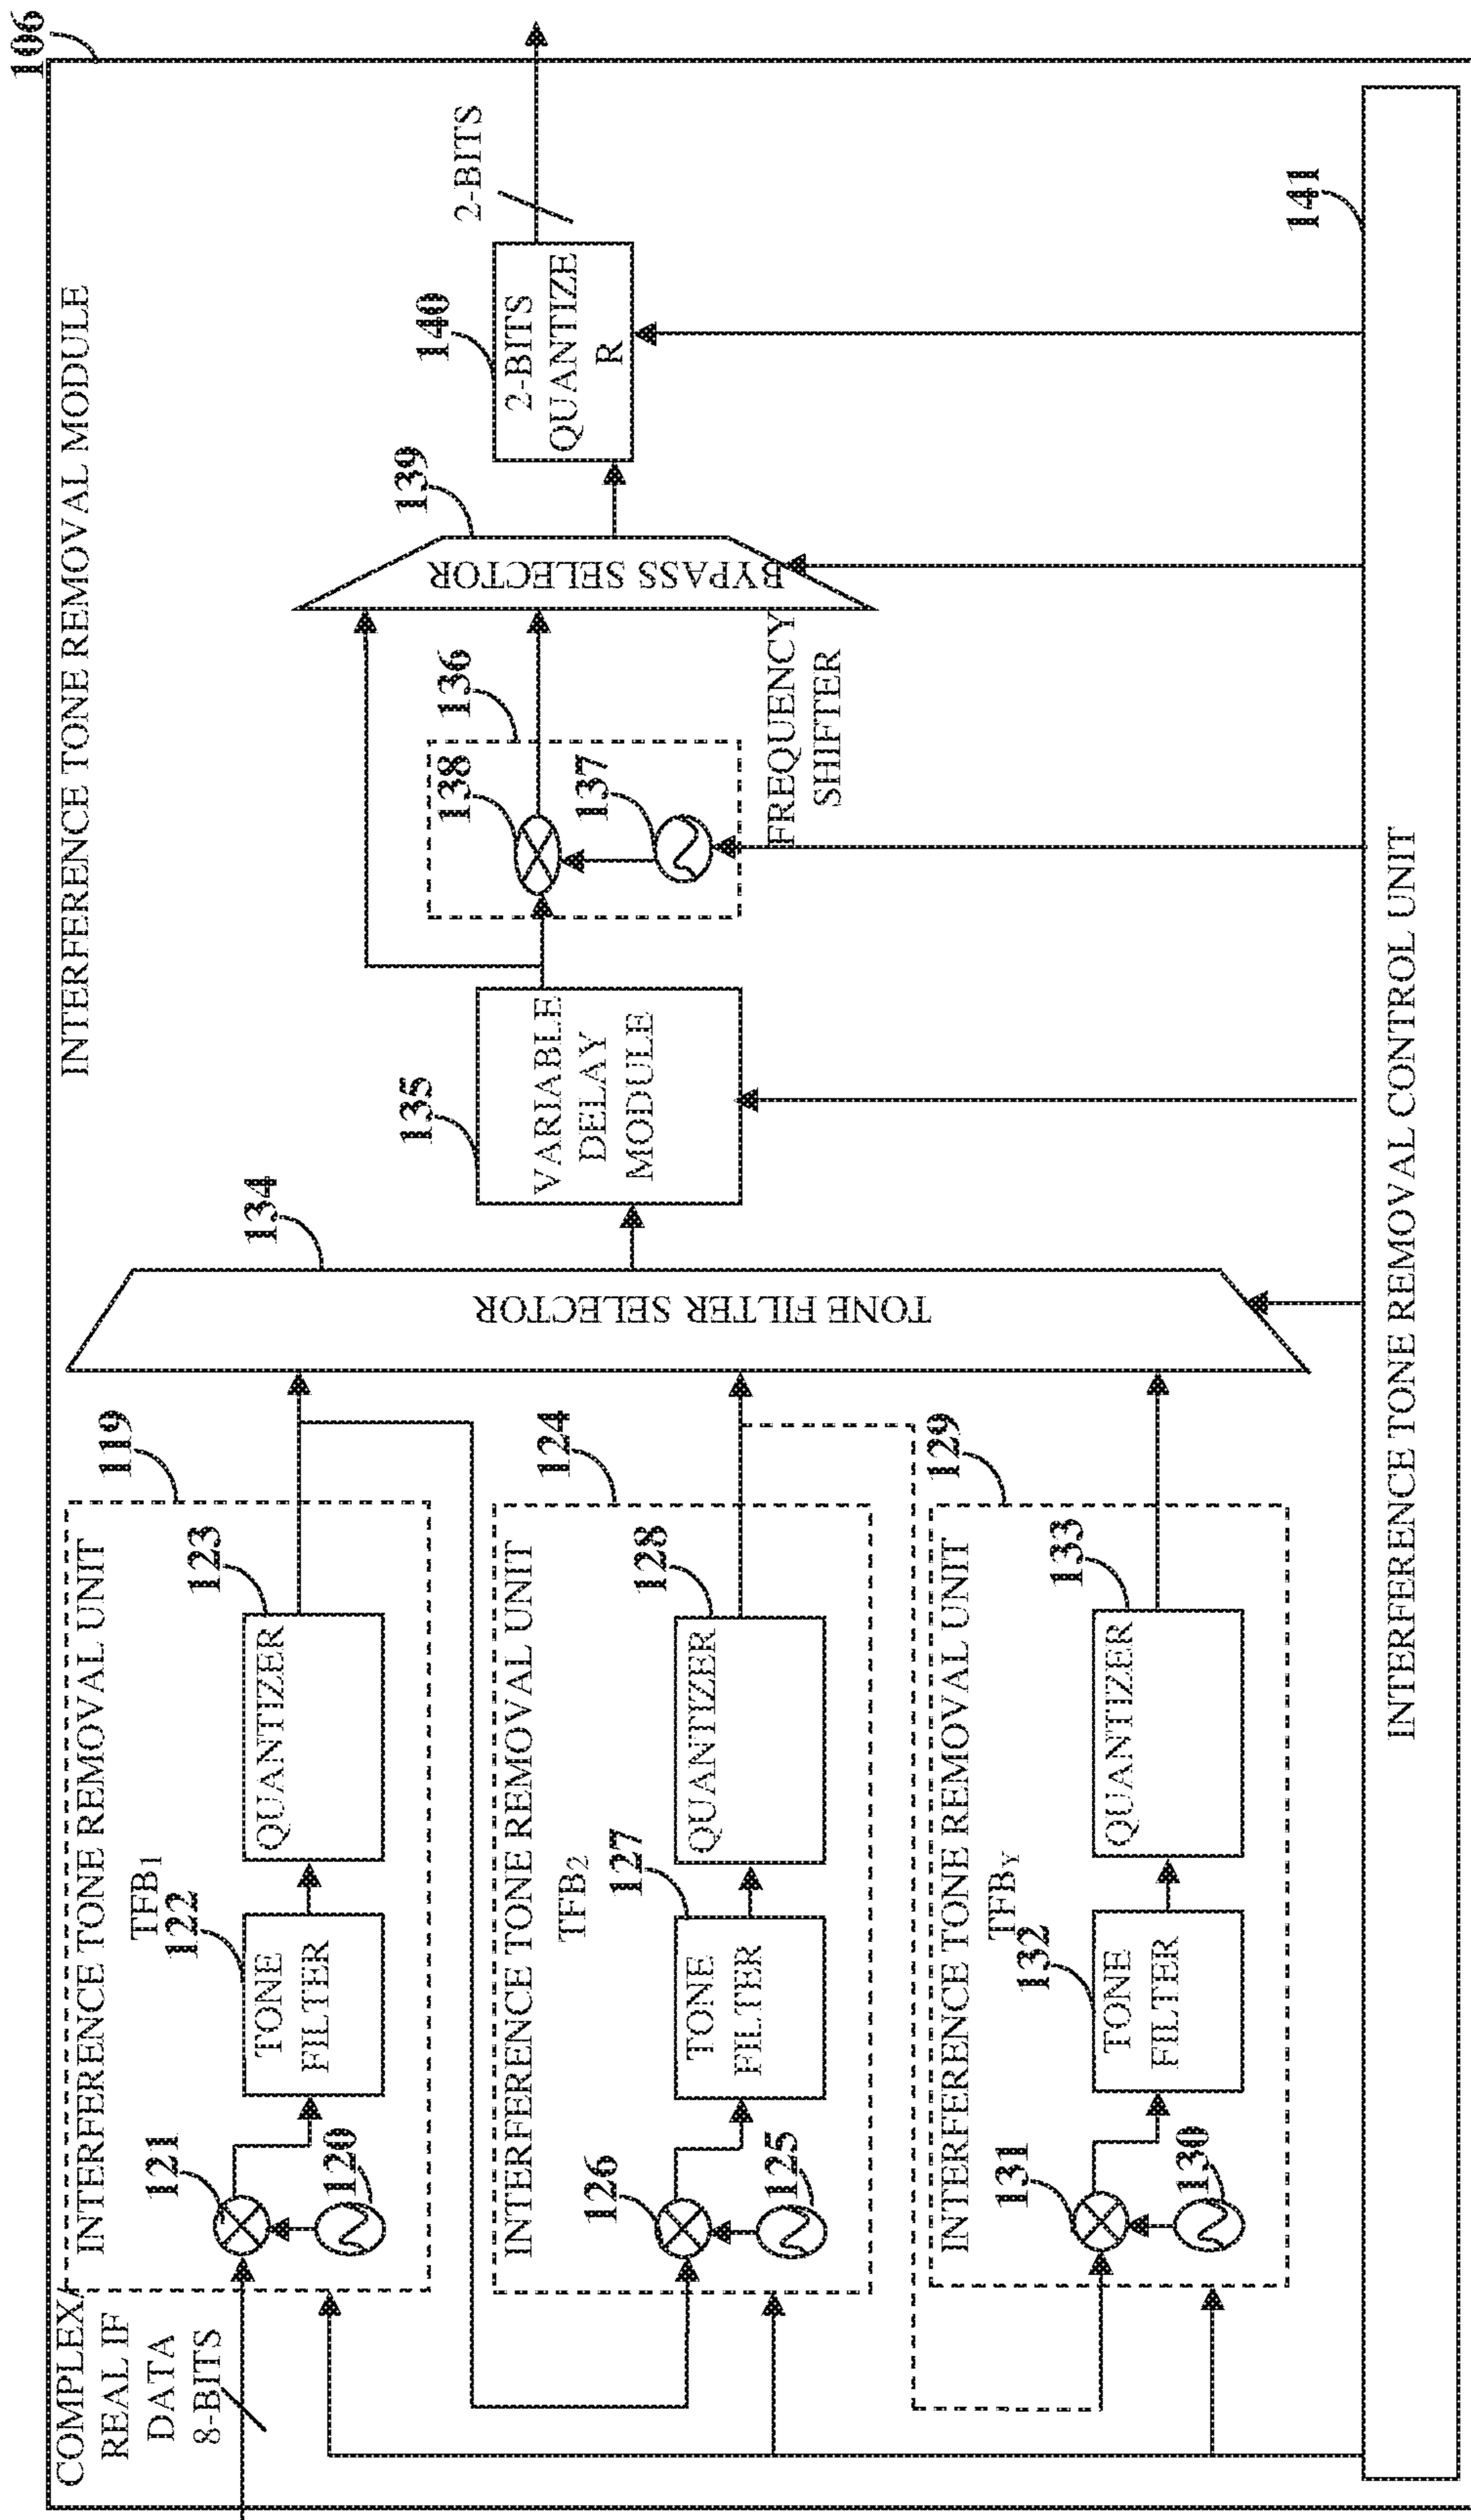 106
INTERFERENCE TONE REMOVAL MODULE
COMPLEX/
REAL IF
DATA
8-BITS
INTERFERENCE TONE REMOVAL UNIT
119
TFB1
121
120
122
TONE
FILTER
123
QUANTIZER
INTERFERENCE TONE REMOVAL UNIT
124
TFB2
126
125
127
TONE
FILTER
128
QUANTIZER
INTERFERENCE TONE REMOVAL UNIT
129
TFBY
131
130
132
TONE
FILTER
133
QUANTIZER
134
TONE FILTER SELECTOR
135
VARIABLE
DELAY
MODULE
136
138
137
FREQUENCY
SHIFTER
139
BYPASS SELECTOR
140
2-BITS
QUANTIZE
R
2-BITS
141
INTERFERENCE TONE REMOVAL CONTROL UNIT